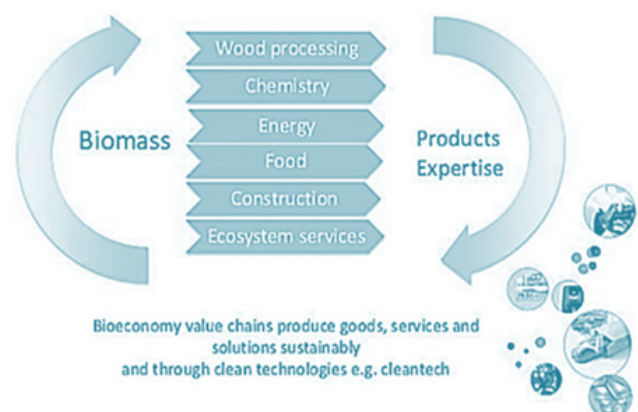 Wood processing
Chemistry
Energy
Biomass
Food
Products
Expertise
Construction
Ecosystem services
Bioeconomy value chains produce goods, services and
solutions sustainably
and through clean technologies e.g. cleantech